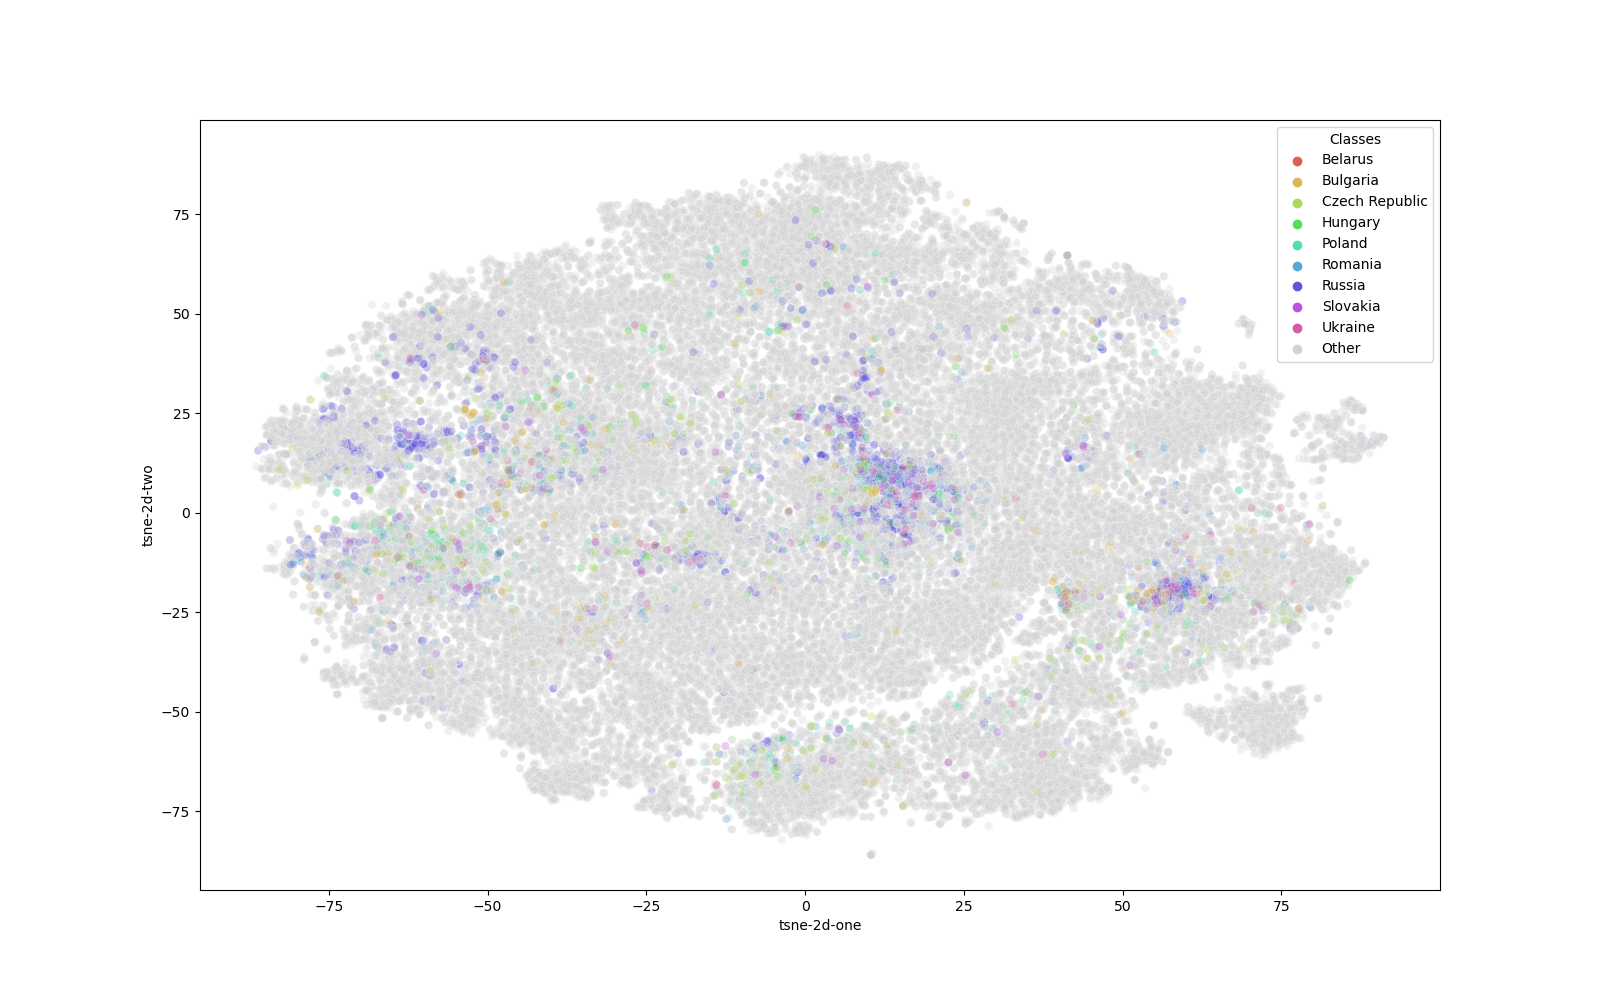 Classes
Belarus
Bulgaria
Czech Republic
Hungary
Poland
Romania
Russia
Slovakia
Ukraine
Other
75
50
25
0
−25
−50
−75
tsne-2d-two
−75 −50 −25 0 25 50 75
tsne-2d-one